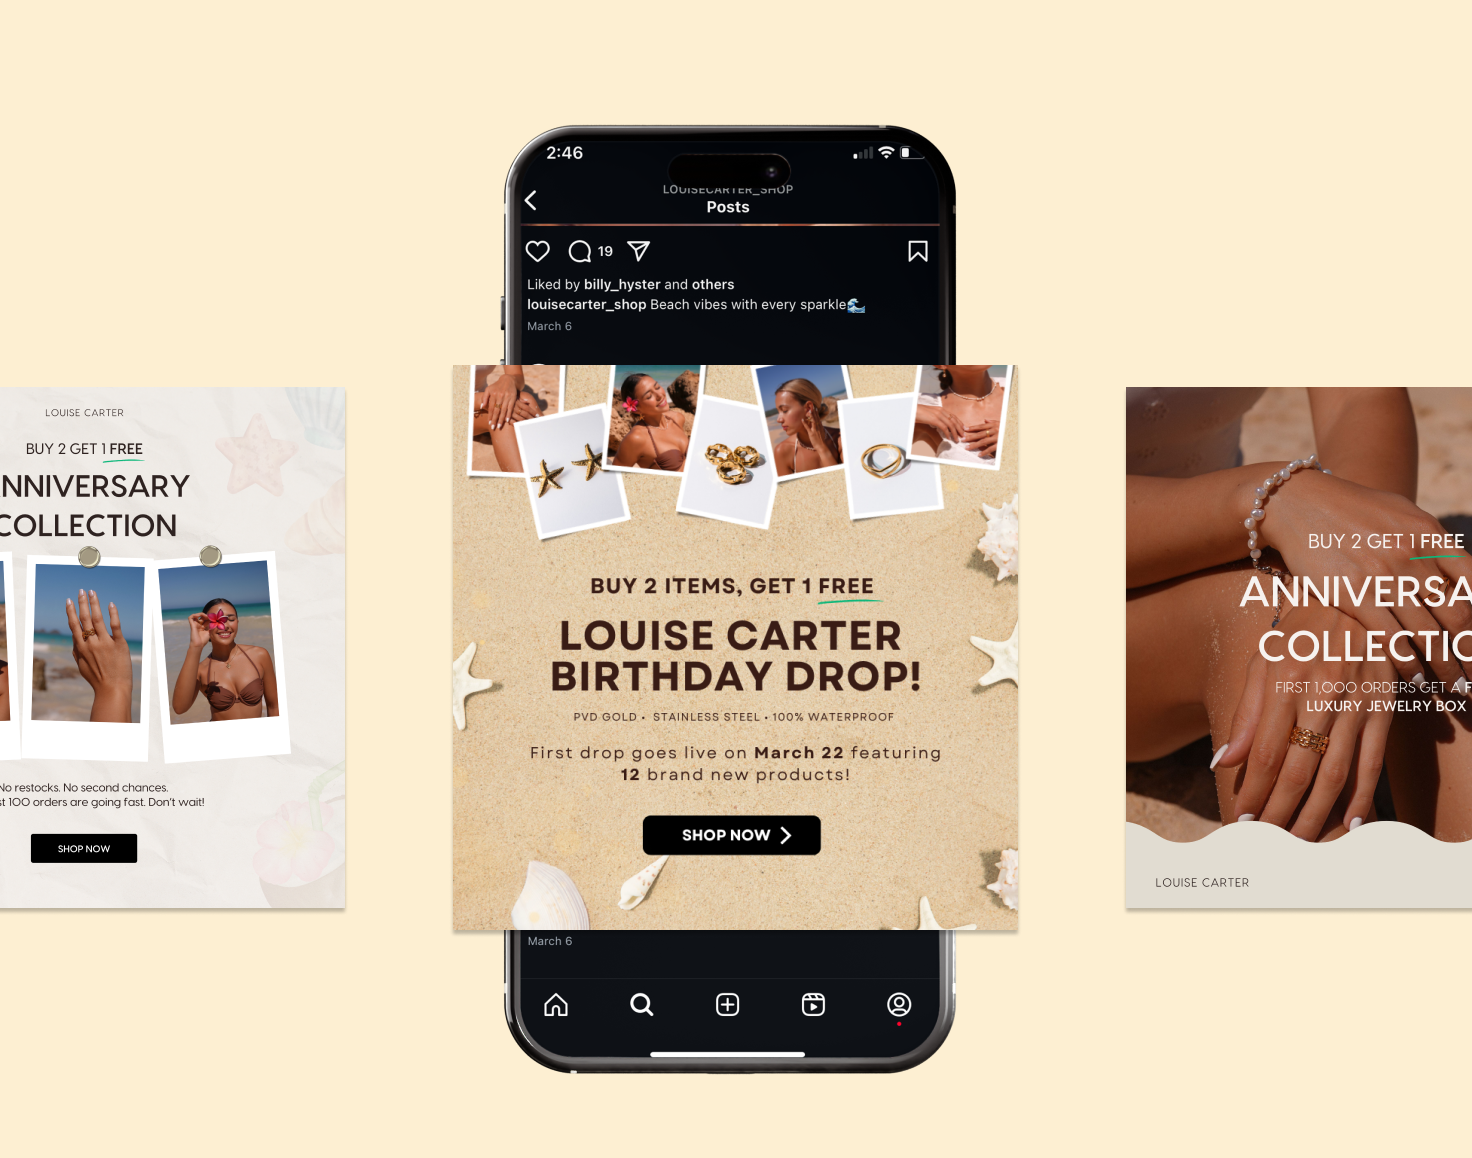 2:46
LOUISECARTER_SHOP
Posts
19
Liked by billy_hyster and others
louisecarter_shop Beach vibes with every sparkle🌊
March 6
LOUISE CARTER
BUY 2 GET 1 FREE
NNIVERSARY
COLLECTION
No restocks. No second chances.
st 100 orders are going fast. Don't wait!
SHOP NOW
BUY 2 ITEMS, GET 1 FREE
LOUISE CARTER
BIRTHDAY DROP!
PVD GOLD • STAINLESS STEEL • 100% WATERPROOF
First drop goes live on March 22 featuring
12 brand new products!
SHOP NOW
March 6
BUY 2 GET 1 FREE
ANNIVERSA
COLLECTIO
FIRST 1,000 ORDERS GET A F
LUXURY JEWELRY BOX
LOUISE CARTER